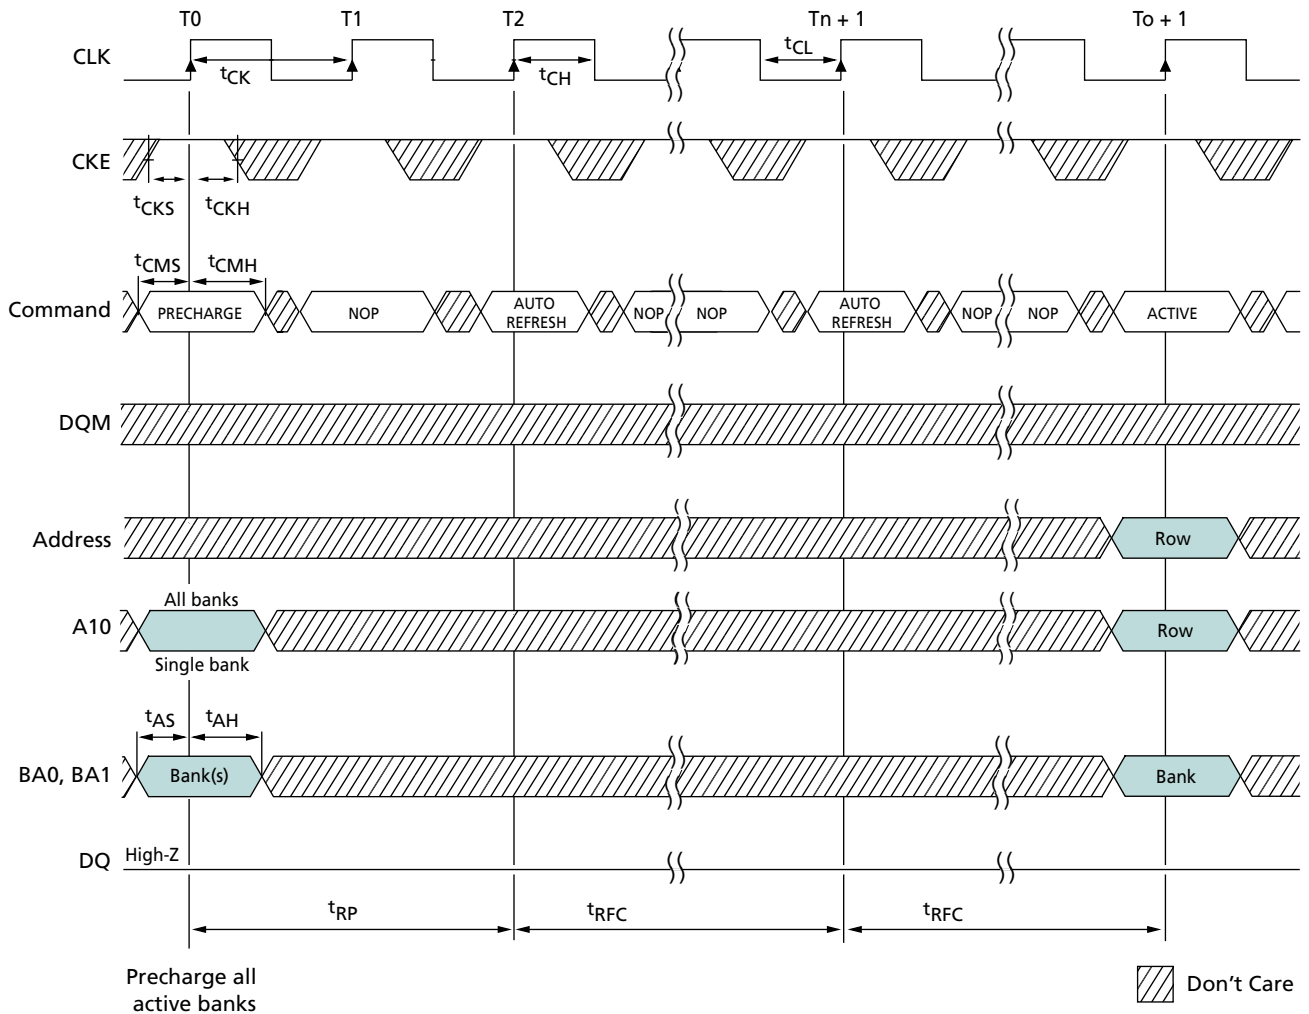 T0 T1 T2 Tn + 1 To + 1
CLK
tCK tCH tCL
CKE
tCKS tCKH
tCMS tCMH
Command PRECHARGE NOP AUTO REFRESH NOP NOP AUTO REFRESH NOP NOP ACTIVE
DQM
Address Row
All banks
A10 Row
Single bank
tAS tAH
BA0, BA1 Bank(s) Bank
DQ High-Z
tRP tRFC tRFC
Precharge all
active banks
Don't Care